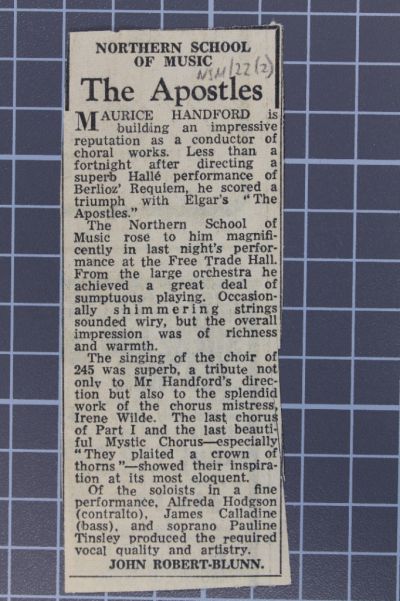 NORTHERN SCHOOL
OF MUSIC
NSM/22(2)
The Apostles
MAURICE HANDFORD is
building an impressive
reputation as a conductor of
choral works. Less than a
fortnight after directing a
superb Hallé performance of
Berlioz' Requiem, he scored a
triumph with Elgar's "The
Apostles."
The Northern School of
Music rose to him magnifi-
cently in last night's perfor-
mance at the Free Trade Hall.
From the large orchestra he
achieved a great deal of
sumptuous playing. Occasion-
ally shimmering strings
sounded wiry, but the overall
impression was of richness
and warmth.
The singing of the choir of
245 was superb, a tribute not
only to Mr Handford's direc-
tion but also to the splendid
work of the chorus mistress,
Irene Wilde. The last chorus
of Part I and the last beauti-
ful Mystic Chorus—especially
"They plaited a crown of
thorns"—showed their inspira-
tion at its most eloquent.
Of the soloists in a fine
performance, Alfreda Hodgson
(contralto), James Calladine
(bass), and soprano Pauline
Tinsley produced the required
vocal quality and artistry.
JOHN ROBERT-BLUNN.